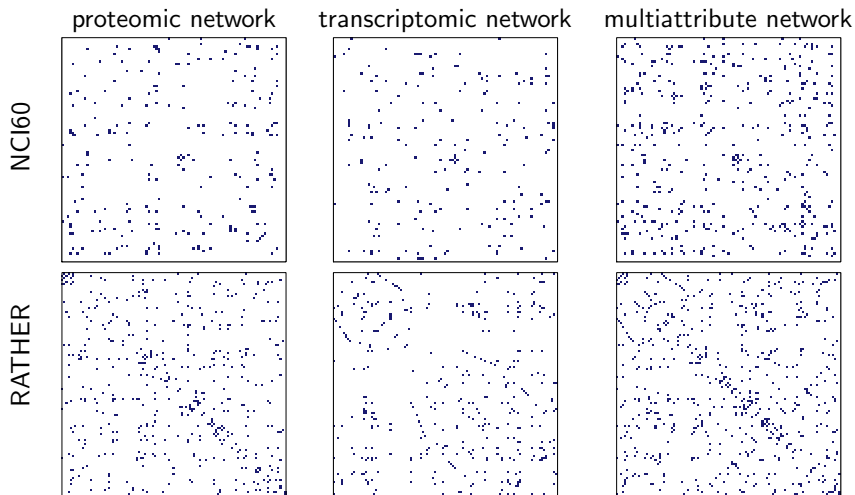 proteomic network
transcriptomic network
multiattribute network
NCI60
RATHER